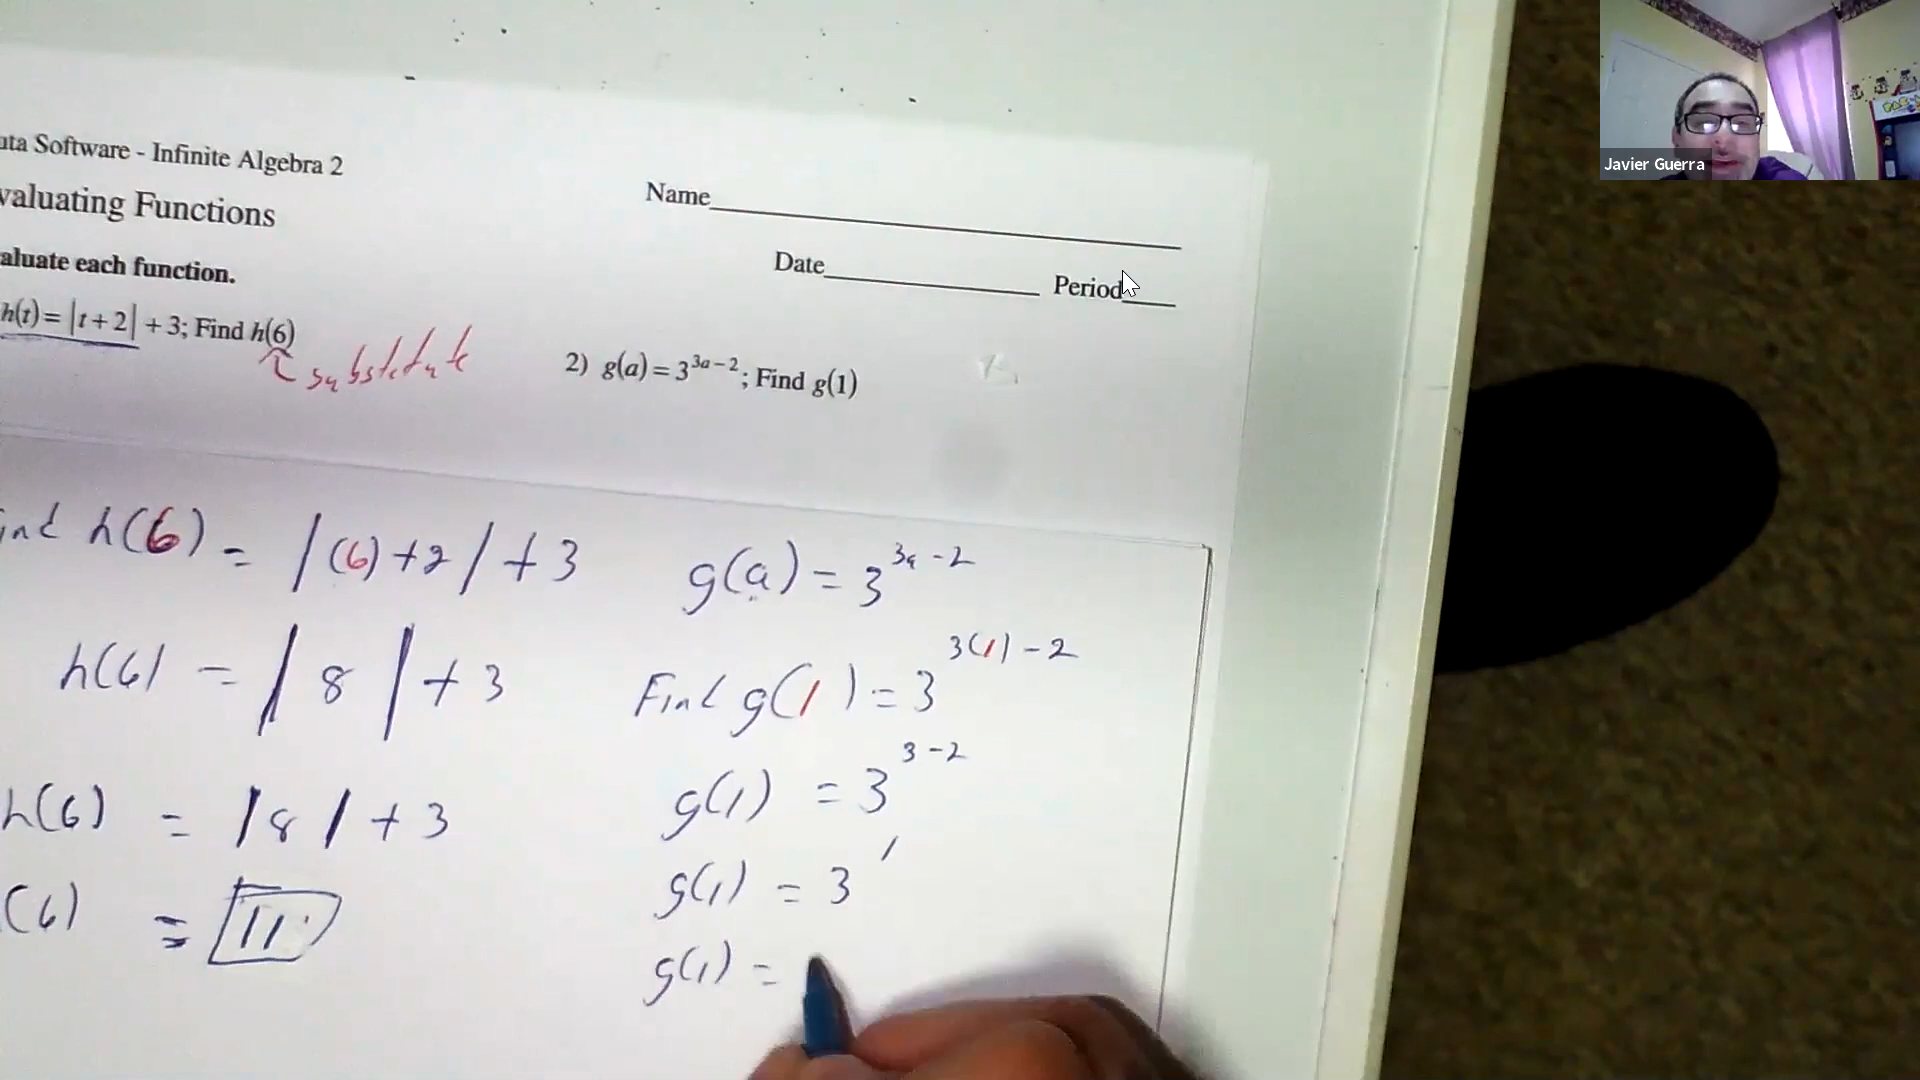 ata Software - Infinite Algebra 2
valuating Functions
Name
aluate each function.
Date Period
h(t) = |t + 2| + 3; Find h(6)
substitute
2) g(a) = 3^(3a − 2); Find g(1)
ind h(6) = |(6)+2| + 3
h(6) = |8| + 3
h(6) = |8| + 3
(6) = 11
g(a) = 3^(3a - 2)
Find g(1) = 3^(3(1) - 2)
g(1) = 3^(3 - 2)
g(1) = 3^1
g(1) =
Javier Guerra